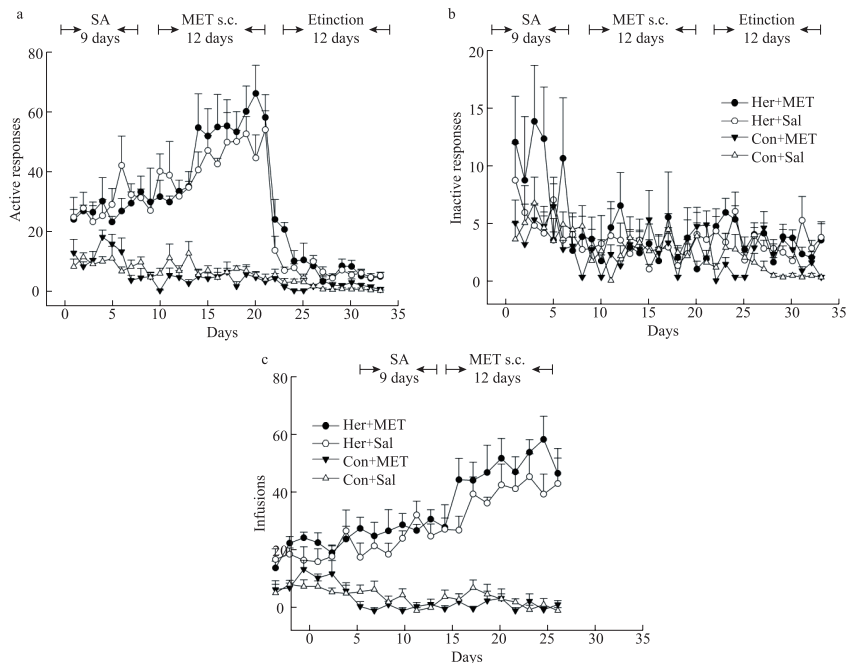 a
SA
9 days
MET s.c.
12 days
Etinction
12 days
80
60
40
20
0
Active responses
0 5 10 15 20 25 30 35
Days
b
SA
9 days
MET s.c.
12 days
Etinction
12 days
20
15
10
5
0
Inactive responses
Her+MET
Her+Sal
Con+MET
Con+Sal
0 5 10 15 20 25 30 35
Days
c
SA
9 days
MET s.c.
12 days
80
60
40
20
0
Infusions
Her+MET
Her+Sal
Con+MET
Con+Sal
0 5 10 15 20 25 30 35
Days